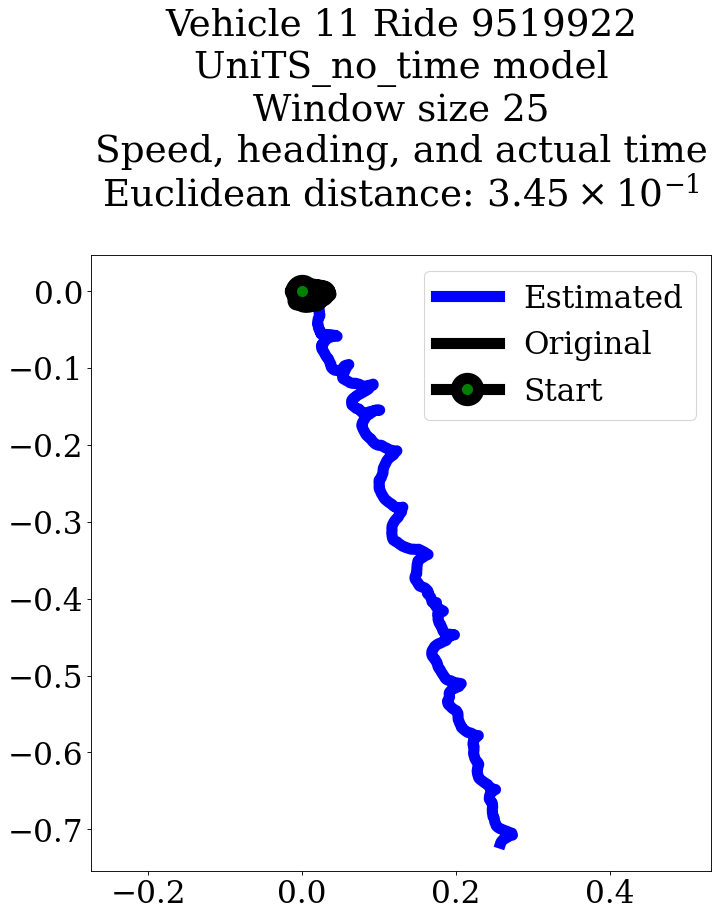 Vehicle 11 Ride 9519922
UniTS_no_time model
Window size 25
Speed, heading, and actual time
Euclidean distance: 3.45 × 10⁻¹
Estimated
Original
Start
0.0
−0.1
−0.2
−0.3
−0.4
−0.5
−0.6
−0.7
−0.2 0.0 0.2 0.4